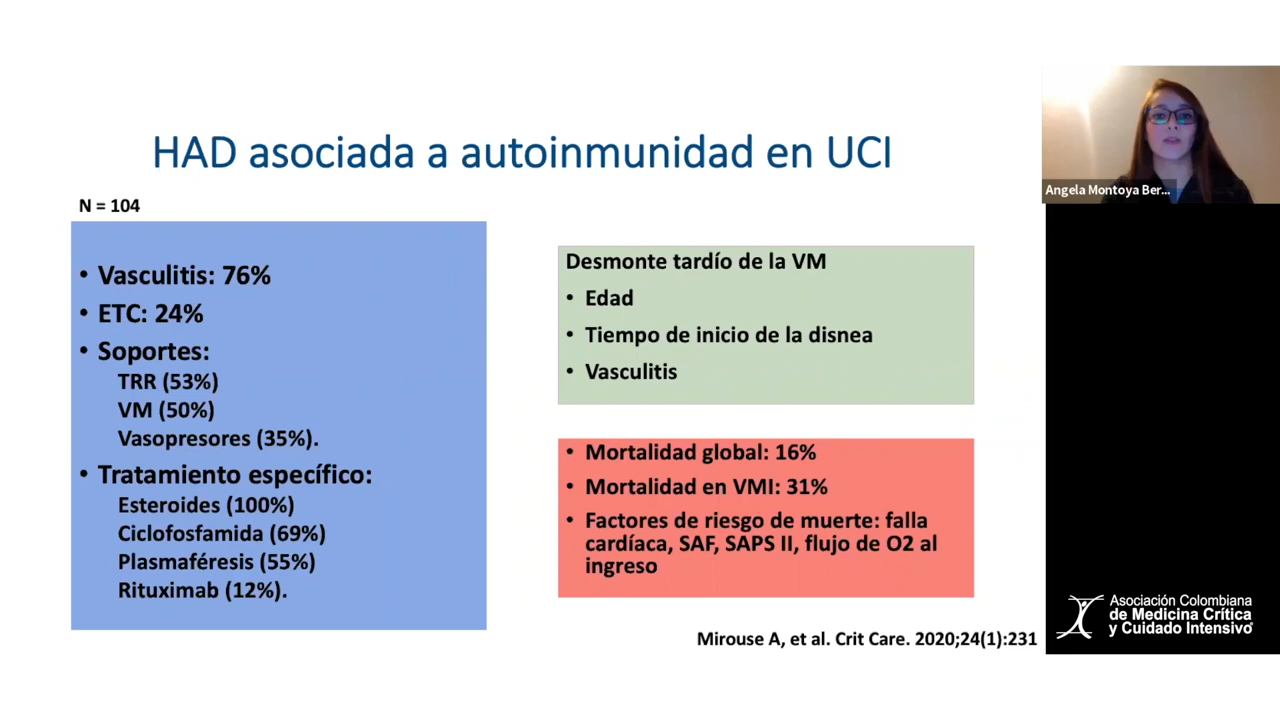 HAD asociada a autoinmunidad en UCI
N = 104
• Vasculitis: 76%
• ETC: 24%
• Soportes:
TRR (53%)
VM (50%)
Vasopresores (35%).
• Tratamiento específico:
Esteroides (100%)
Ciclofosfamida (69%)
Plasmaféresis (55%)
Rituximab (12%).
Desmonte tardío de la VM
• Edad
• Tiempo de inicio de la disnea
• Vasculitis
• Mortalidad global: 16%
• Mortalidad en VMI: 31%
• Factores de riesgo de muerte: falla
cardíaca, SAF, SAPS II, flujo de O2 al
ingreso
Mirouse A, et al. Crit Care. 2020;24(1):231
Angela Montoya Ber...
Asociación Colombiana
de Medicina Crítica
y Cuidado Intensivo